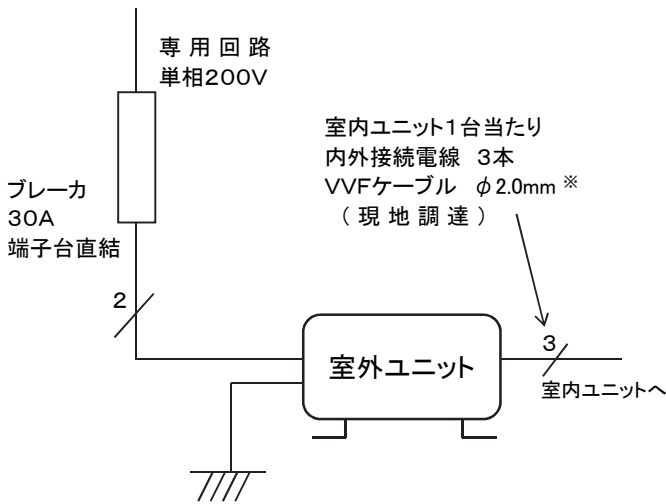 専用回路
単相200V
室内ユニット1台当たり
内外接続電線 3本
VVFケーブル φ2.0mm※
(現地調達)
ブレーカ
30A
端子台直結
2
3
室外ユニット
室内ユニットへ